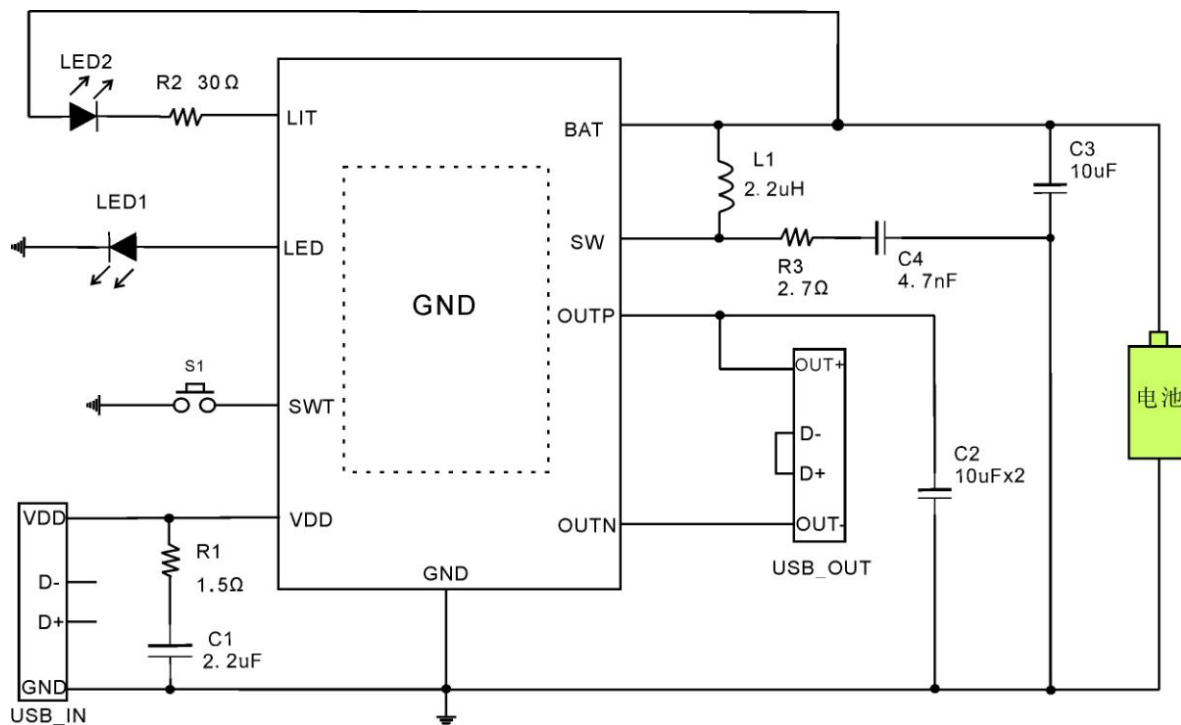 LED2
R2 30Ω
LIT
BAT
L1
2.2uH
C3
10uF
LED1
LED
SW
R3
2.7Ω
C4
4.7nF
GND
OUTP
S1
SWT
OUT+
D-
D+
OUT-
USB_OUT
C2
10uFx2
电池
VDD
D-
D+
GND
USB_IN
R1
1.5Ω
C1
2.2uF
VDD
OUTN
GND